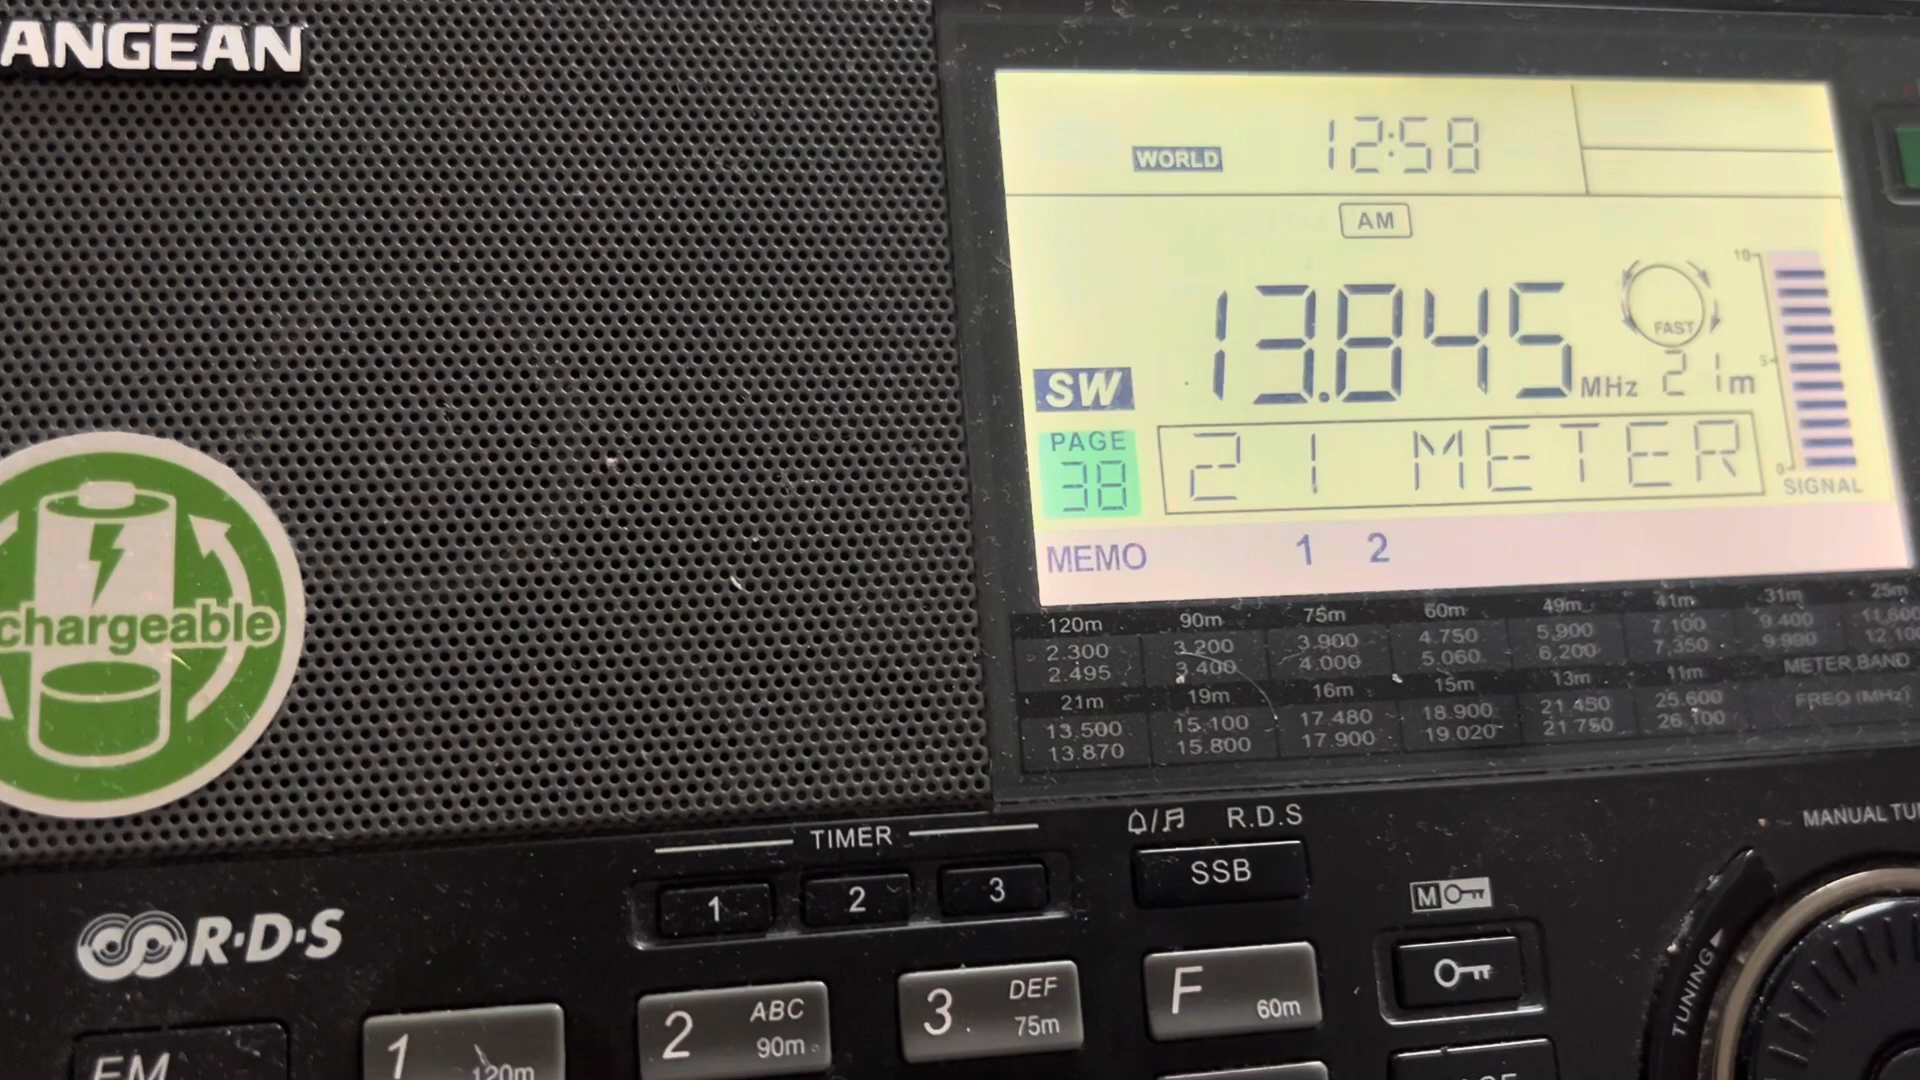 ANGEAN
WORLD 12:58
AM
10
13.845 MHz
FAST
21m
5
SW
PAGE
38
21 METER
0
SIGNAL
MEMO 1 2
chargeable
120m 90m 75m 60m 49m 41m 31m 25m
2.300 3.200 3.900 4.750 5.900 7.100 9.400 11.600
2.495 3.400 4.000 5.060 6.200 7.350 9.990 12.100
21m 19m 16m 15m 13m 11m METER BAND
13.500 15.100 17.480 18.900 21.450 25.600 FREQ (MHz)
13.870 15.800 17.900 19.020 21.750 26.100
TIMER
1 2 3
R.D.S
SSB
MANUAL TU
M
R·D·S
TUNING
FM
1 120m
2 ABC 90m
3 DEF 75m
F 60m